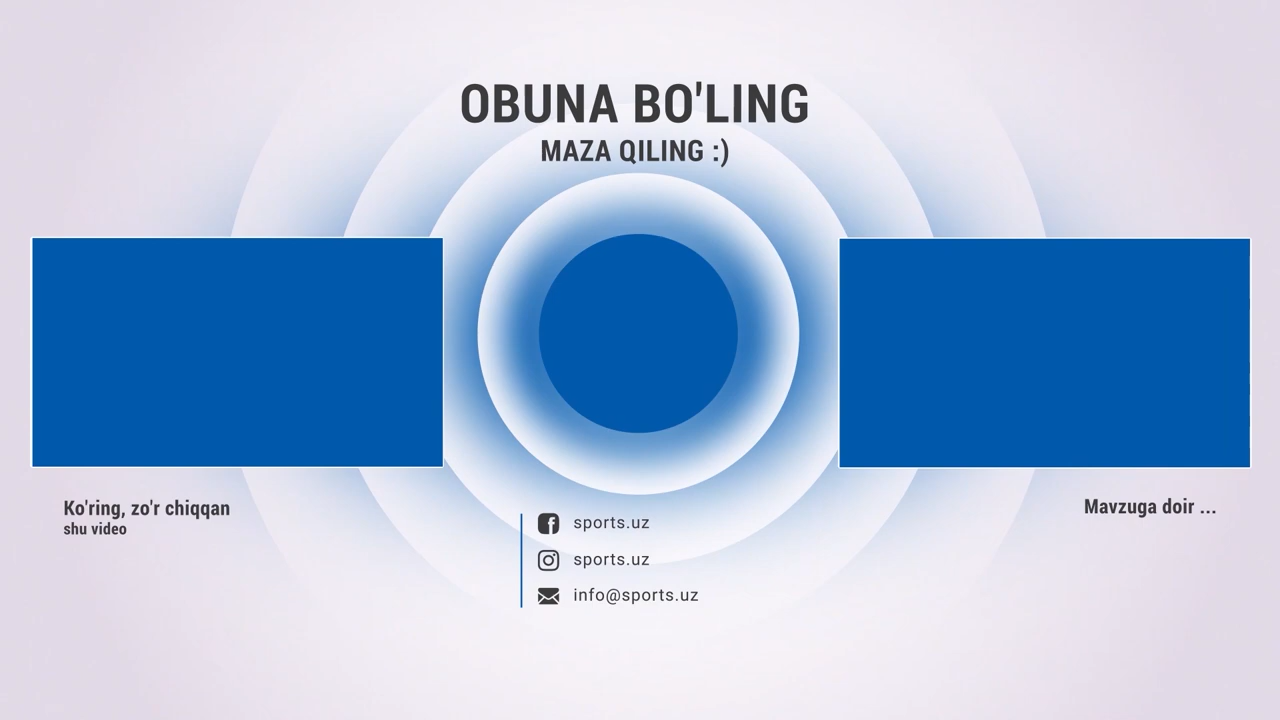 OBUNA BO'LING
MAZA QILING :)
Ko'ring, zo'r chiqqan
shu video
Mavzuga doir ...
sports.uz
sports.uz
info@sports.uz